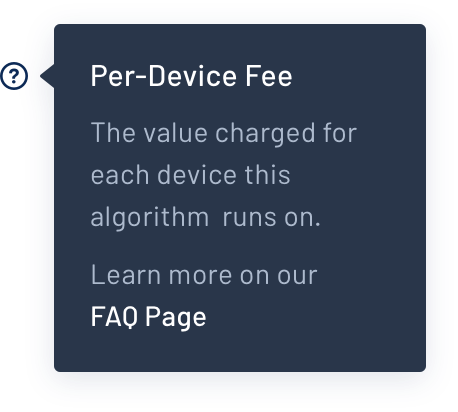 ?
Per-Device Fee
The value charged for
each device this
algorithm  runs on.
Learn more on our
FAQ Page